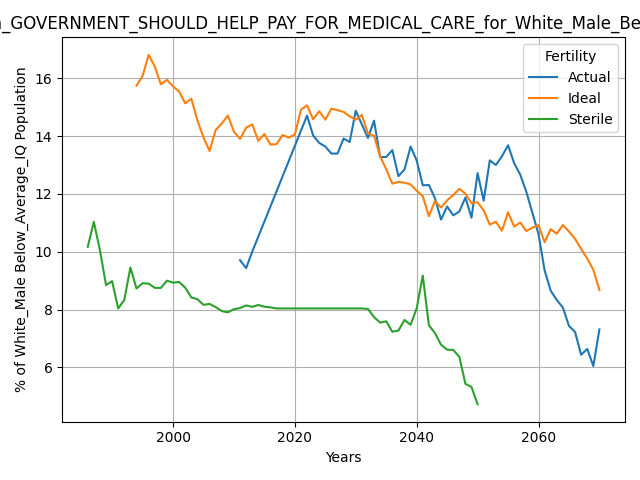 _GOVERNMENT_SHOULD_HELP_PAY_FOR_MEDICAL_CARE_for_White_Male_Be
Fertility
Actual
Ideal
Sterile
% of White_Male Below_Average_IQ Population
16
14
12
10
8
6
2000
2020
2040
2060
Years